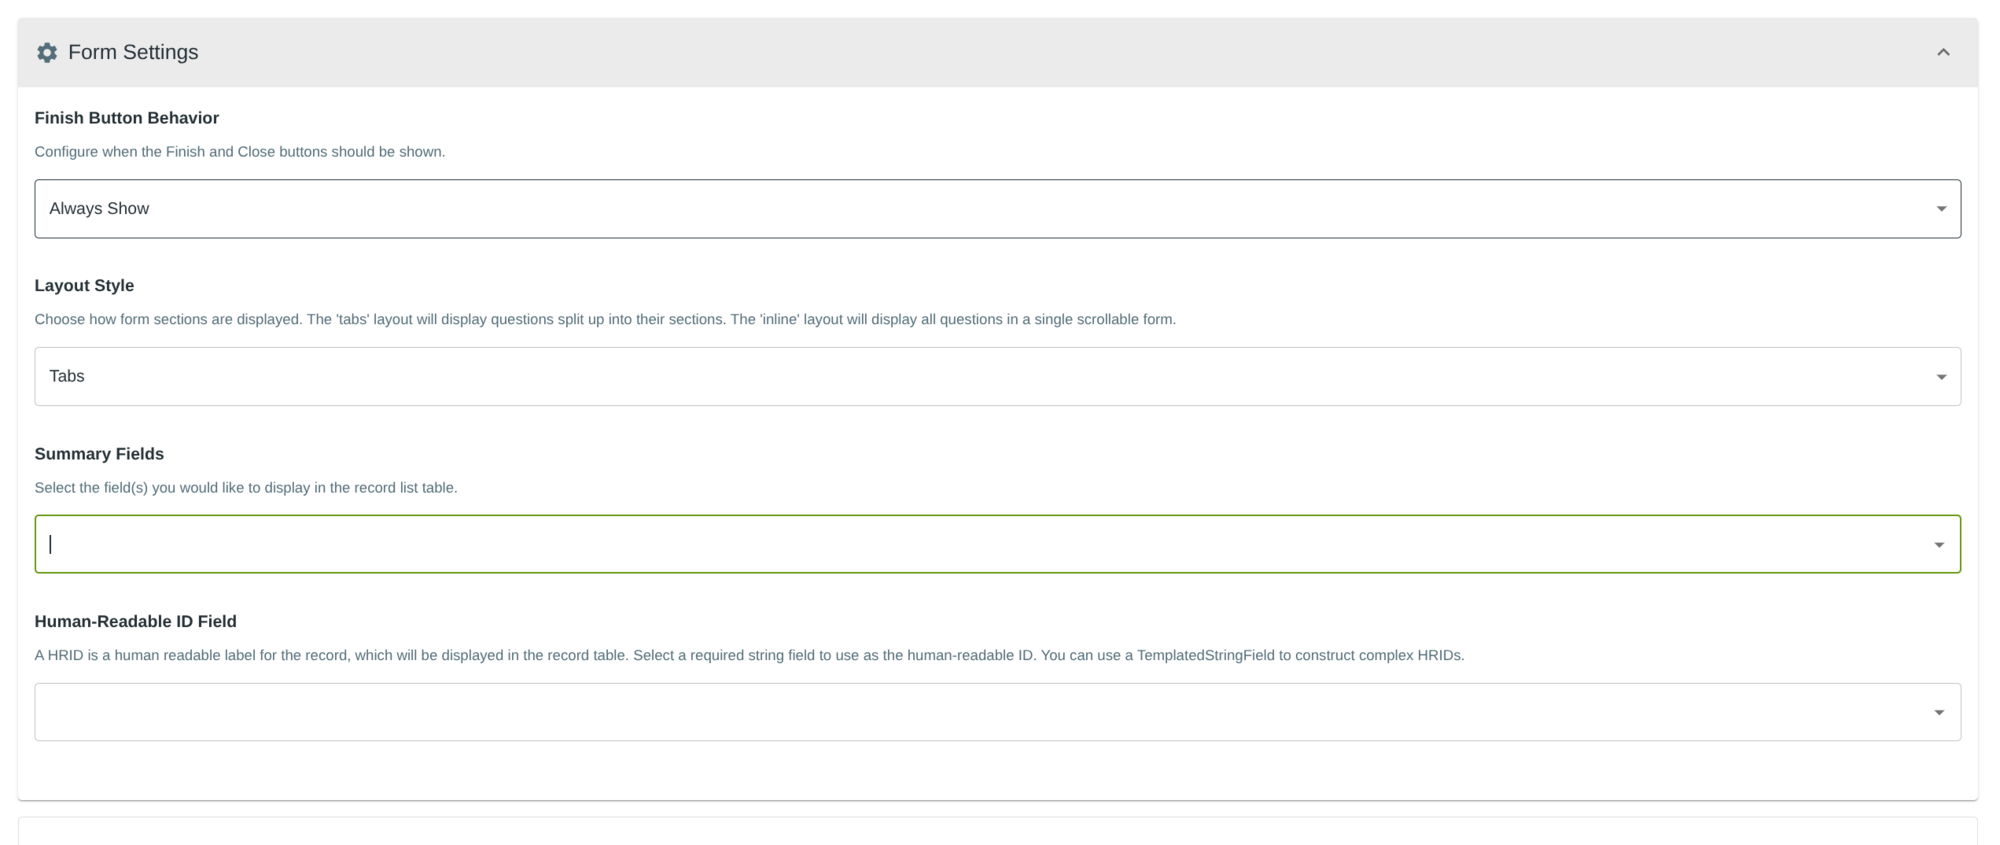 Form Settings
Finish Button Behavior
Configure when the Finish and Close buttons should be shown.
Always Show
Layout Style
Choose how form sections are displayed. The 'tabs' layout will display questions split up into their sections. The 'inline' layout will display all questions in a single scrollable form.
Tabs
Summary Fields
Select the field(s) you would like to display in the record list table.
Human-Readable ID Field
A HRID is a human readable label for the record, which will be displayed in the record table. Select a required string field to use as the human-readable ID. You can use a TemplatedStringField to construct complex HRIDs.